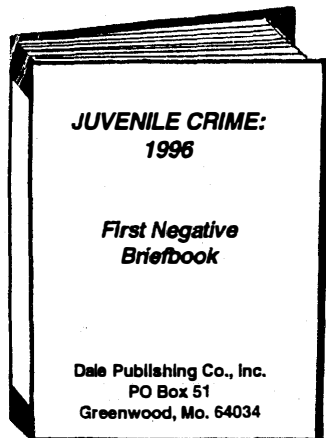 JUVENILE CRIME:
1996
First Negative
Briefbook
Dale Publishing Co., Inc.
PO Box 51
Greenwood, Mo. 64034